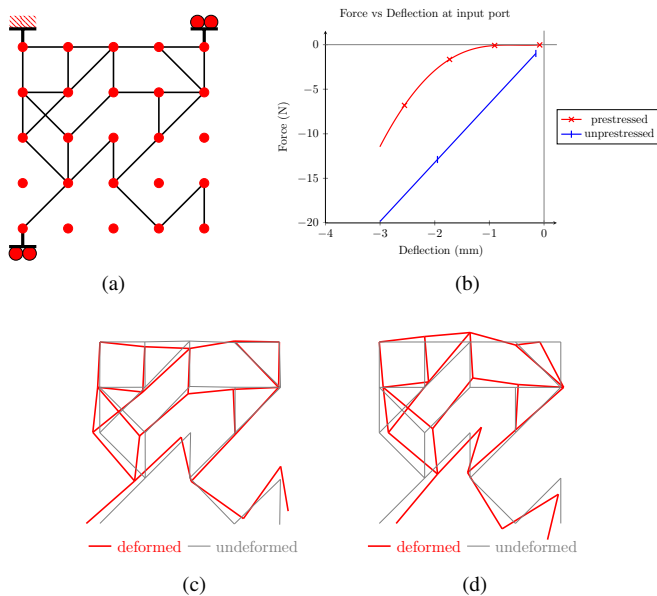 (a)
Force vs Deflection at input port
Force (N)
0
−5
−10
−15
−20
−4
−3
−2
−1
0
Deflection (mm)
prestressed
unprestressed
(b)
deformed
undeformed
(c)
deformed
undeformed
(d)